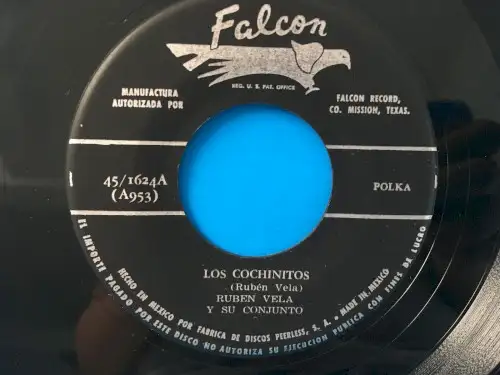 Falcon
REG. U. S. PAT. OFFICE
MANUFACTURA
AUTORIZADA POR
FALCON RECORD,
CO. MISSION, TEXAS.
45/1624A
(A953)
POLKA
LOS COCHINITOS
(Rubén Vela)
RUBEN VELA
Y SU CONJUNTO
HECHO EN MEXICO POR FABRICA DE DISCOS PEERLESS, S. A. - MADE IN MEXICO
EL IMPORTE PAGADO POR ESTE DISCO NO AUTORIZA SU EJECUCION PUBLICA CON FINES DE LUCRO